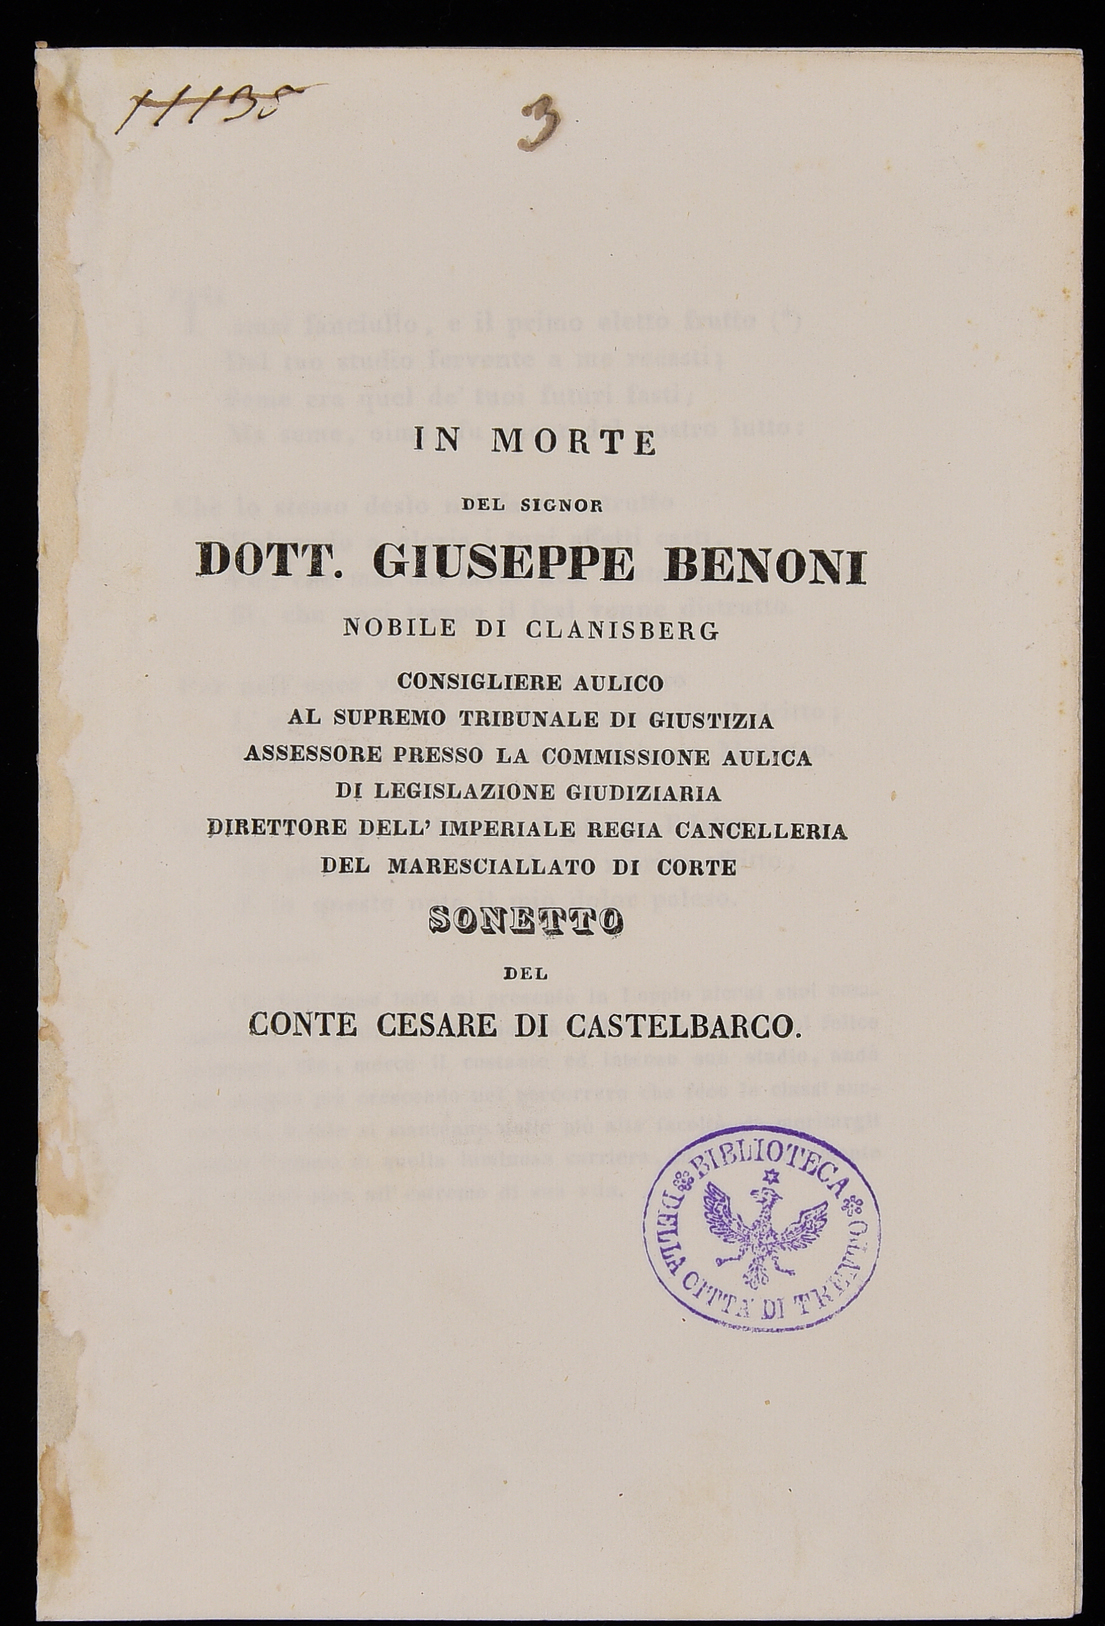 11138
3
IN MORTE
DEL SIGNOR
DOTT. GIUSEPPE BENONI
NOBILE DI CLANISBERG
CONSIGLIERE AULICO
AL SUPREMO TRIBUNALE DI GIUSTIZIA
ASSESSORE PRESSO LA COMMISSIONE AULICA
DI LEGISLAZIONE GIUDIZIARIA
DIRETTORE DELL' IMPERIALE REGIA CANCELLERIA
DEL MARESCIALLATO DI CORTE
SONETTO
DEL
CONTE CESARE DI CASTELBARCO.
BIBLIOTECA
DELLA CITTÀ DI TRENTO